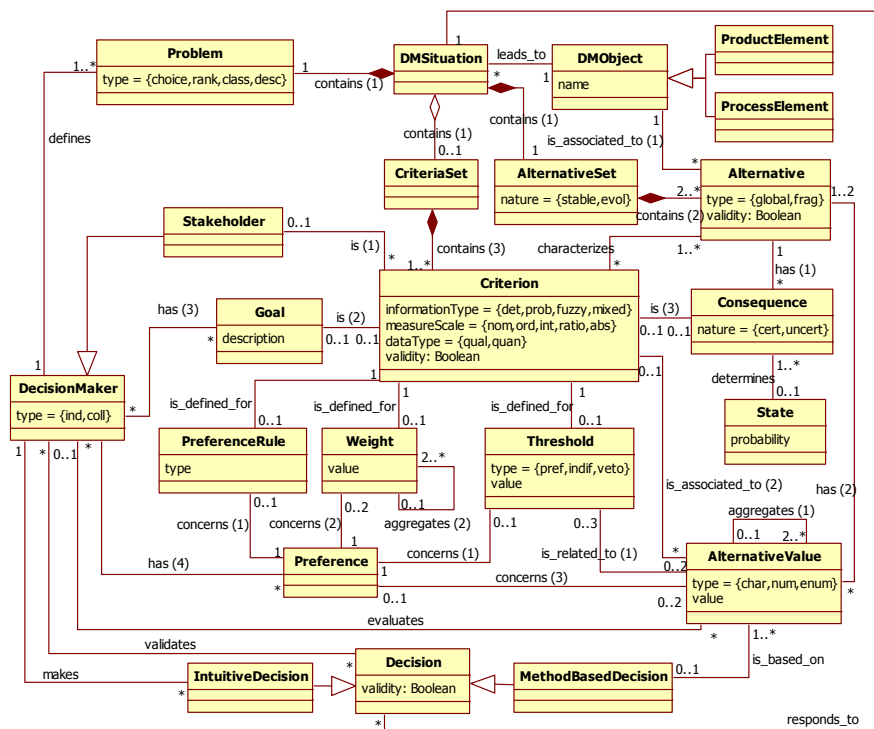 Problem
type = {choice,rank,class,desc}
1..*
1
contains (1)
DMSituation
1
leads_to
*
1
DMObject
name
1
ProductElement
ProcessElement
defines
contains (1)
0..1
contains (1)
1
is_associated_to (1)
*
CriteriaSet
AlternativeSet
nature = {stable,evol}
2..*
contains (2)
Alternative
type = {global,frag}
validity: Boolean
1..2
1..*
1
Stakeholder
0..1
is (1)
*
contains (3)
1..*
characterizes
*
has (1)
*
Criterion
informationType = {det,prob,fuzzy,mixed}
measureScale = {nom,ord,int,ratio,abs}
dataType = {qual,quan}
validity: Boolean
has (3)
*
Goal
description
is (2)
0..1
0..1
is (3)
0..1
0..1
Consequence
nature = {cert,uncert}
1..*
determines
0..1
State
probability
1
DecisionMaker
type = {ind,coll}
*
1
*
0..1
*
1
is_defined_for
0..1
1
is_defined_for
0..1
1
is_defined_for
0..1
0..1
PreferenceRule
type
0..1
Weight
value
2..*
0..1
0..2
aggregates (2)
Threshold
type = {pref,indif,veto}
value
0..1
0..3
is_associated_to (2)
*
has (2)
*
aggregates (1)
0..1
2..*
concerns (1)
1
concerns (2)
1
concerns (1)
1
is_related_to (1)
0..2
AlternativeValue
type = {char,num,enum}
value
has (4)
*
Preference
0..1
concerns (3)
0..2
evaluates
*
1..*
is_based_on
0..1
validates
*
makes
*
IntuitiveDecision
Decision
validity: Boolean
*
MethodBasedDecision
responds_to